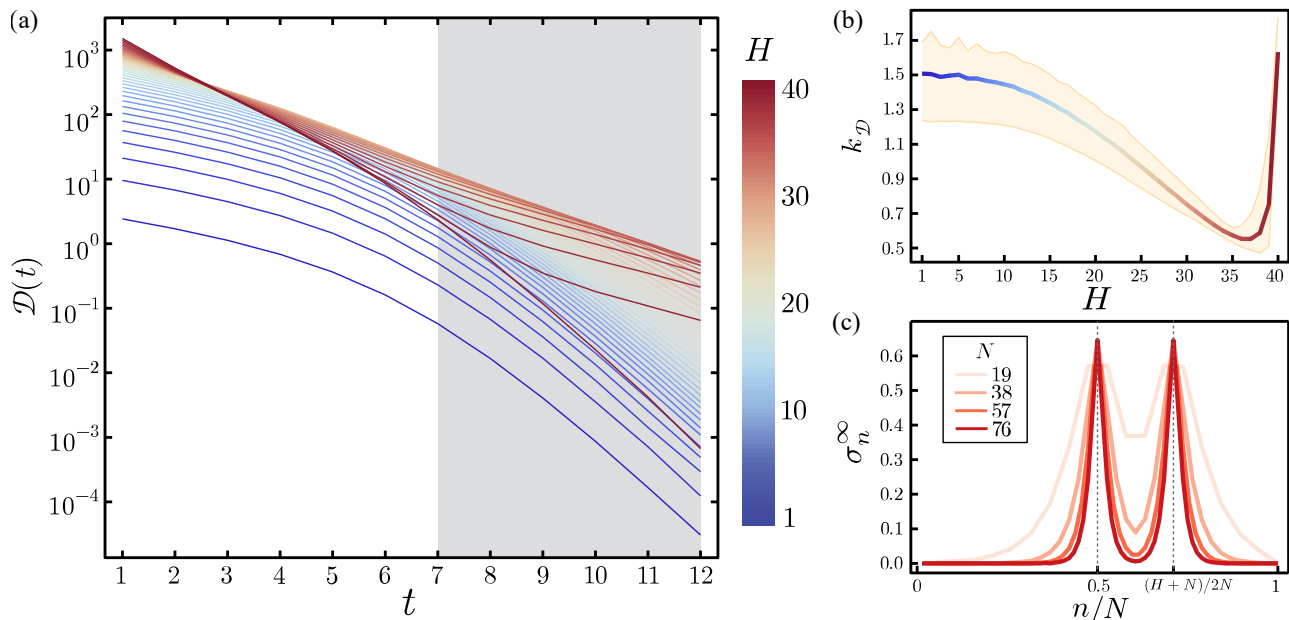 (a)
10^3
10^2
10^1
10^0
10^{-1}
10^{-2}
10^{-3}
10^{-4}
𝒟(t)
1 2 3 4 5 6 7 8 9 10 11 12
t
H
40
30
20
10
1
(b)
1.7
1.5
1.3
1.1
0.9
0.7
0.5
k_𝒟
1 5 10 15 20 25 30 35 40
H
(c)
0.6
0.5
0.4
0.3
0.2
0.1
0.0
σ_n^∞
N
19
38
57
76
0 0.5 (H + N)/2N 1
n/N